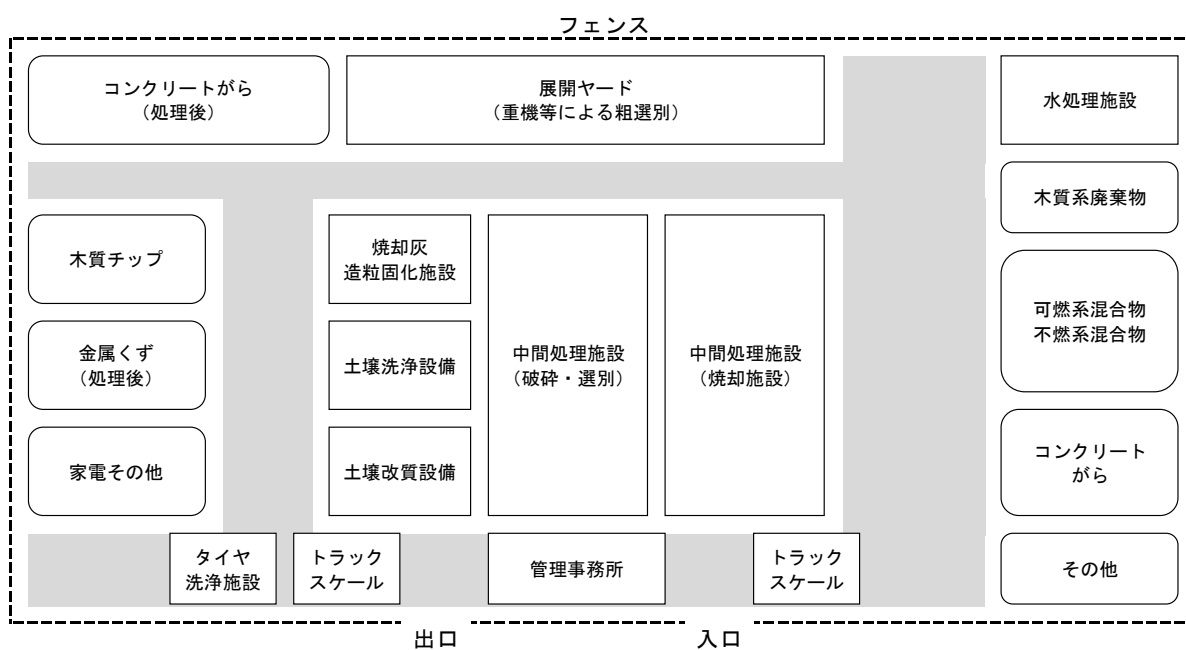 フェンス
コンクリートがら
（処理後）
展開ヤード
（重機等による粗選別）
水処理施設
木質系廃棄物
木質チップ
焼却灰
造粒固化施設
中間処理施設
（破砕・選別）
中間処理施設
（焼却施設）
可燃系混合物
不燃系混合物
金属くず
（処理後）
土壌洗浄設備
家電その他
土壌改質設備
コンクリート
がら
タイヤ
洗浄施設
トラック
スケール
管理事務所
トラック
スケール
その他
出口
入口